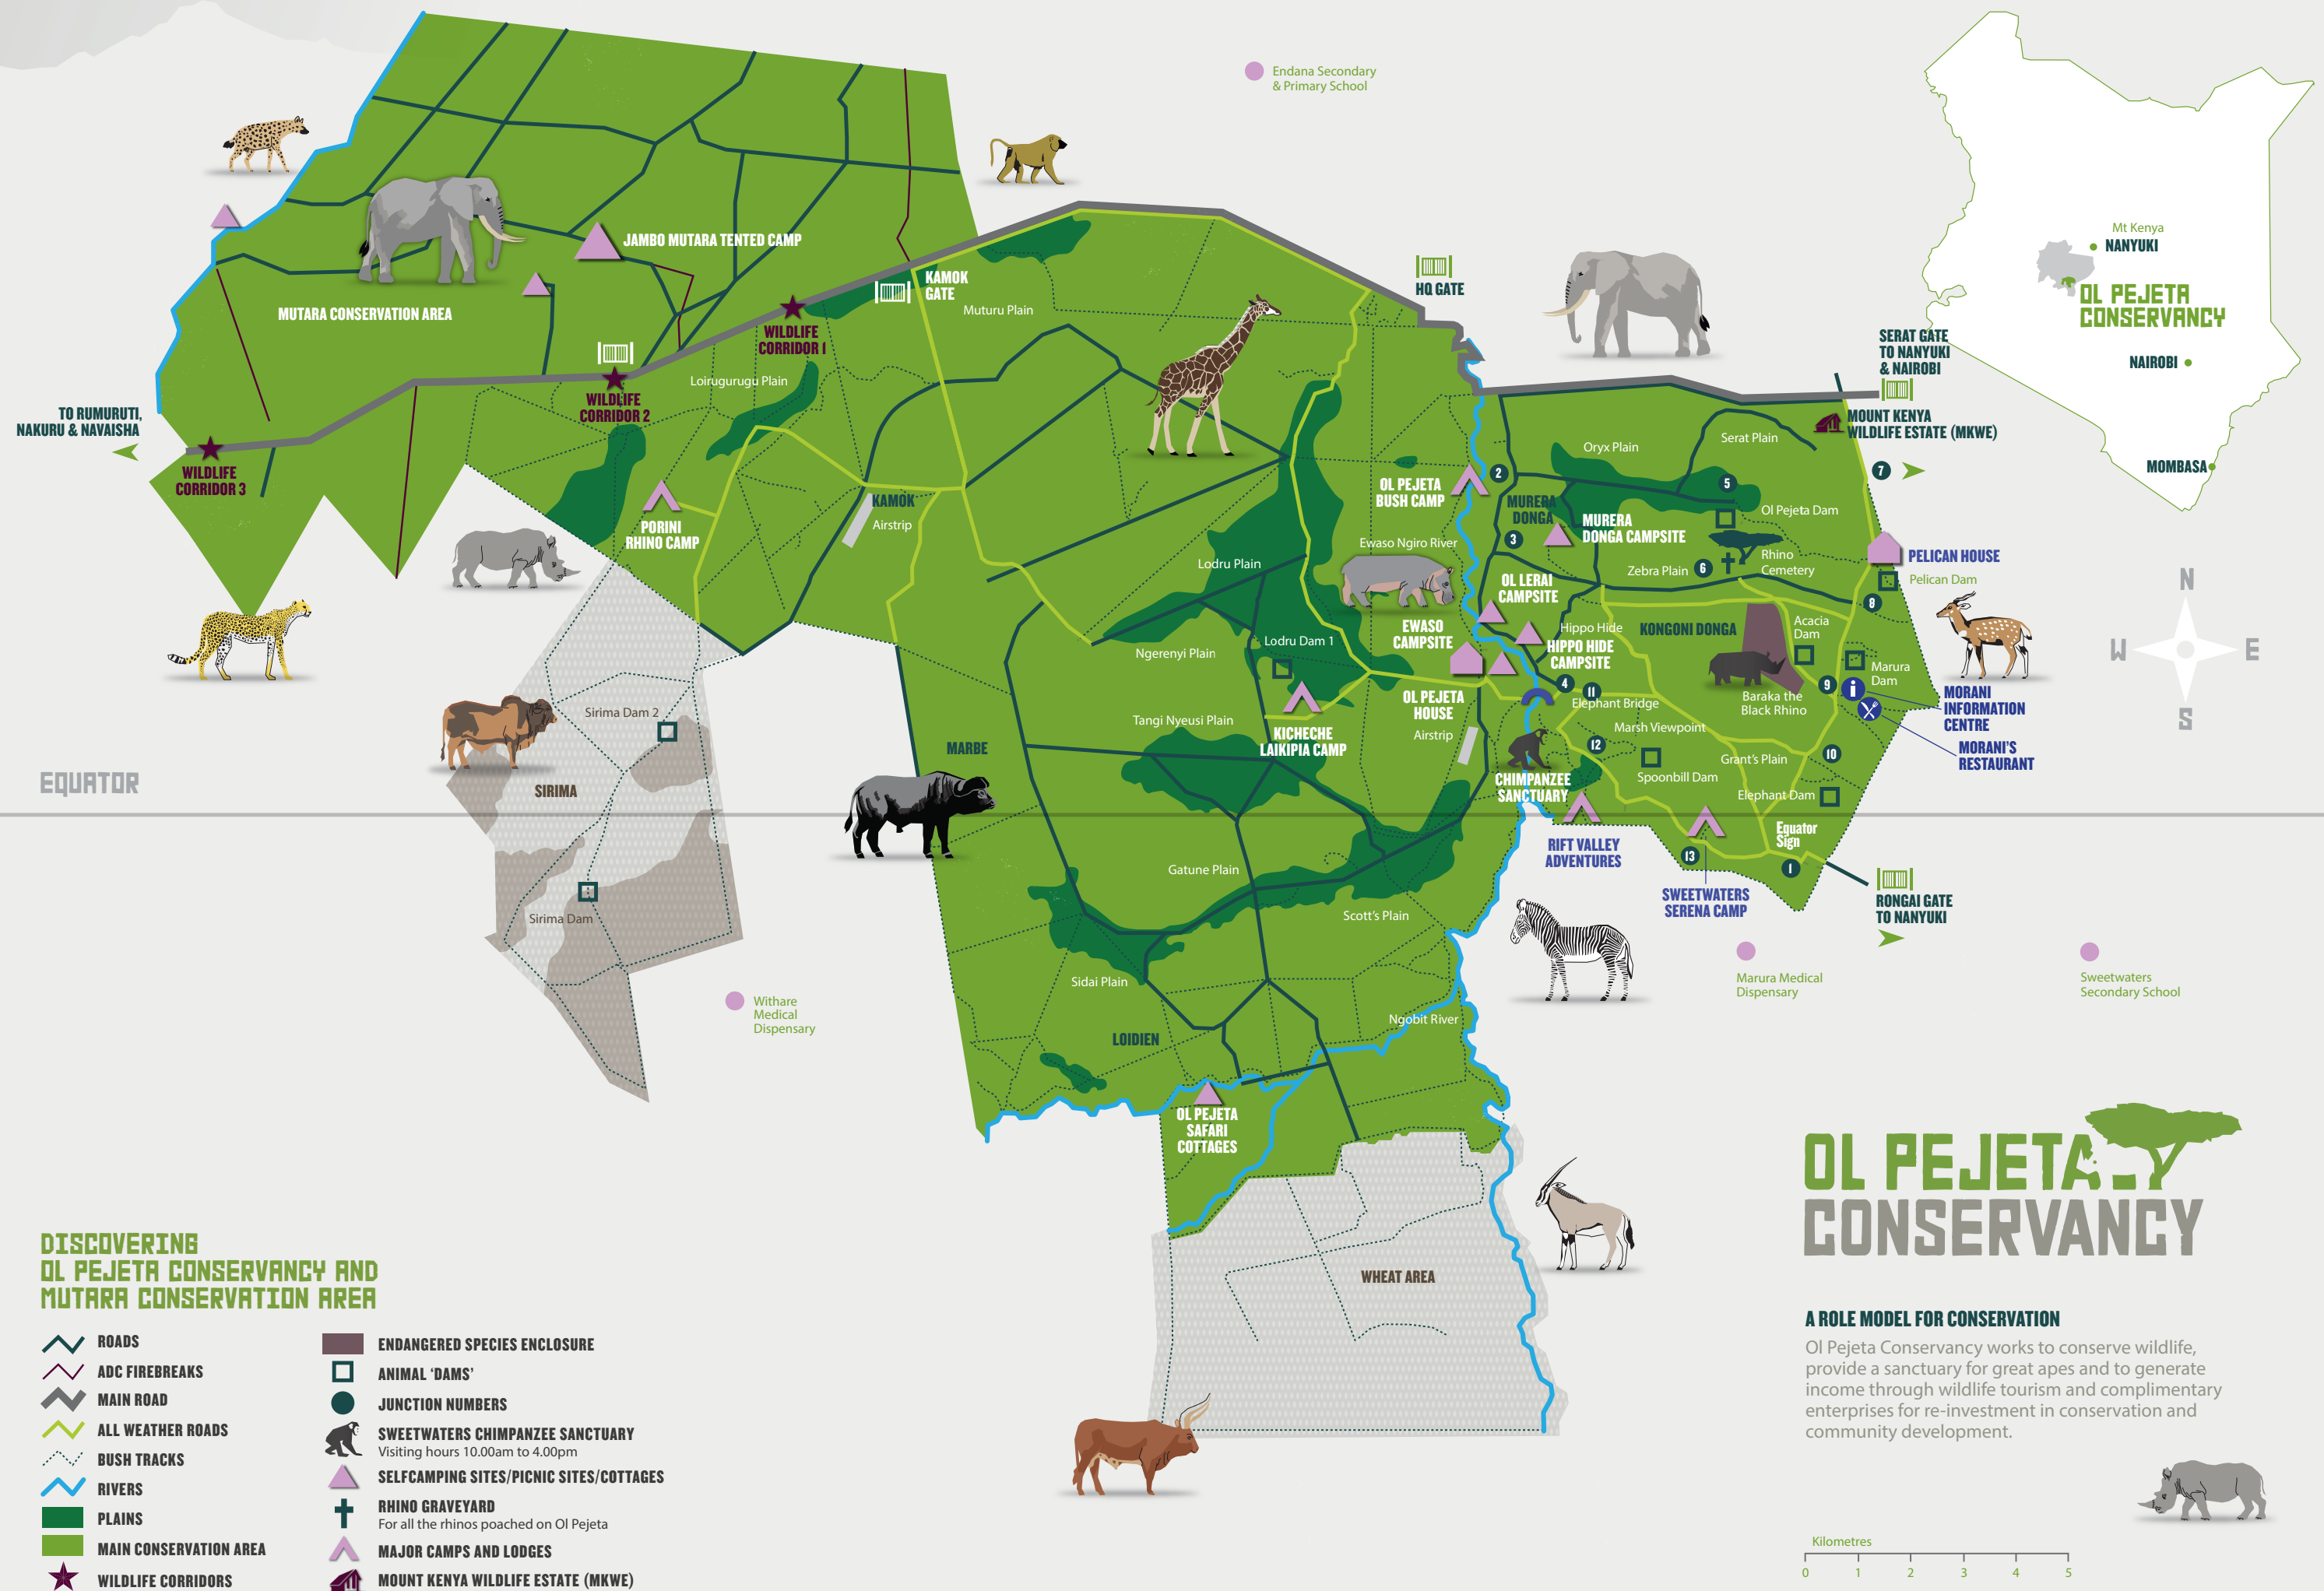 Endana Secondary
& Primary School
JAMBO MUTARA TENTED CAMP
MUTARA CONSERVATION AREA
KAMOK
GATE
Muturu Plain
HQ GATE
WILDLIFE
CORRIDOR 1
Loirugurugu Plain
WILDLIFE
CORRIDOR 2
TO RUMURUTI,
NAKURU & NAVAISHA
WILDLIFE
CORRIDOR 3
Mt Kenya
NANYUKI
OL PEJETA
CONSERVANCY
NAIROBI
MOMBASA
SERAT GATE
TO NANYUKI
& NAIROBI
MOUNT KENYA
WILDLIFE ESTATE (MKWE)
7
Oryx Plain
Serat Plain
OL PEJETA
BUSH CAMP
2
5
MURERA
DONGA
MURERA
DONGA CAMPSITE
Ol Pejeta Dam
3
KAMOK
Airstrip
PORINI
RHINO CAMP
Ewaso Ngiro River
Lodru Plain
Zebra Plain
6
Rhino
Cemetery
PELICAN HOUSE
Pelican Dam
8
OL LERAI
CAMPSITE
EWASO
CAMPSITE
Hippo Hide
HIPPO HIDE
CAMPSITE
KONGONI DONGA
Acacia
Dam
Marura
Dam
Lodru Dam 1
Ngerenyi Plain
4
11
Elephant Bridge
Baraka the
Black Rhino
9
i
MORANI
INFORMATION
CENTRE
MORANI'S
RESTAURANT
N
W
E
S
OL PEJETA
HOUSE
Airstrip
Tangi Nyeusi Plain
KICHECHE
LAIKIPIA CAMP
Marsh Viewpoint
12
Spoonbill Dam
Grant's Plain
10
Elephant Dam
CHIMPANZEE
SANCTUARY
Sirima Dam 2
MARBE
EQUATOR
SIRIMA
Sirima Dam
RIFT VALLEY
ADVENTURES
Equator
Sign
13
1
SWEETWATERS
SERENA CAMP
RONGAI GATE
TO NANYUKI
Gatune Plain
Scott's Plain
Sidai Plain
Marura Medical
Dispensary
Sweetwaters
Secondary School
Withare
Medical
Dispensary
LOIDIEN
Ngobit River
OL PEJETA
SAFARI
COTTAGES
WHEAT AREA
OL PEJETA
CONSERVANCY
A ROLE MODEL FOR CONSERVATION
Ol Pejeta Conservancy works to conserve wildlife,
provide a sanctuary for great apes and to generate
income through wildlife tourism and complimentary
enterprises for re-investment in conservation and
community development.
Kilometres
0 1 2 3 4 5
DISCOVERING
OL PEJETA CONSERVANCY AND
MUTARA CONSERVATION AREA
ROADS
ADC FIREBREAKS
MAIN ROAD
ALL WEATHER ROADS
BUSH TRACKS
RIVERS
PLAINS
MAIN CONSERVATION AREA
WILDLIFE CORRIDORS
ENDANGERED SPECIES ENCLOSURE
ANIMAL 'DAMS'
JUNCTION NUMBERS
SWEETWATERS CHIMPANZEE SANCTUARY
Visiting hours 10.00am to 4.00pm
SELFCAMPING SITES/PICNIC SITES/COTTAGES
RHINO GRAVEYARD
For all the rhinos poached on Ol Pejeta
MAJOR CAMPS AND LODGES
MOUNT KENYA WILDLIFE ESTATE (MKWE)